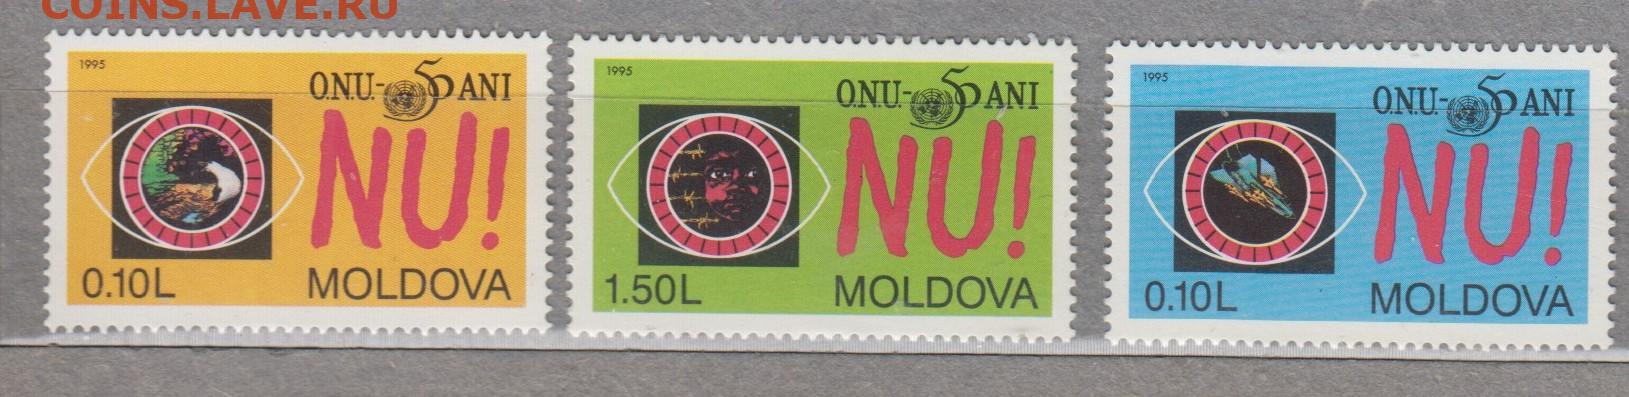 COINS.LAVE.RU
1995
O.N.U.-50 ANI
NU!
0.10L MOLDOVA
1995
O.N.U.-50 ANI
NU!
1.50L MOLDOVA
1995
O.N.U.-50 ANI
NU!
0.10L MOLDOVA